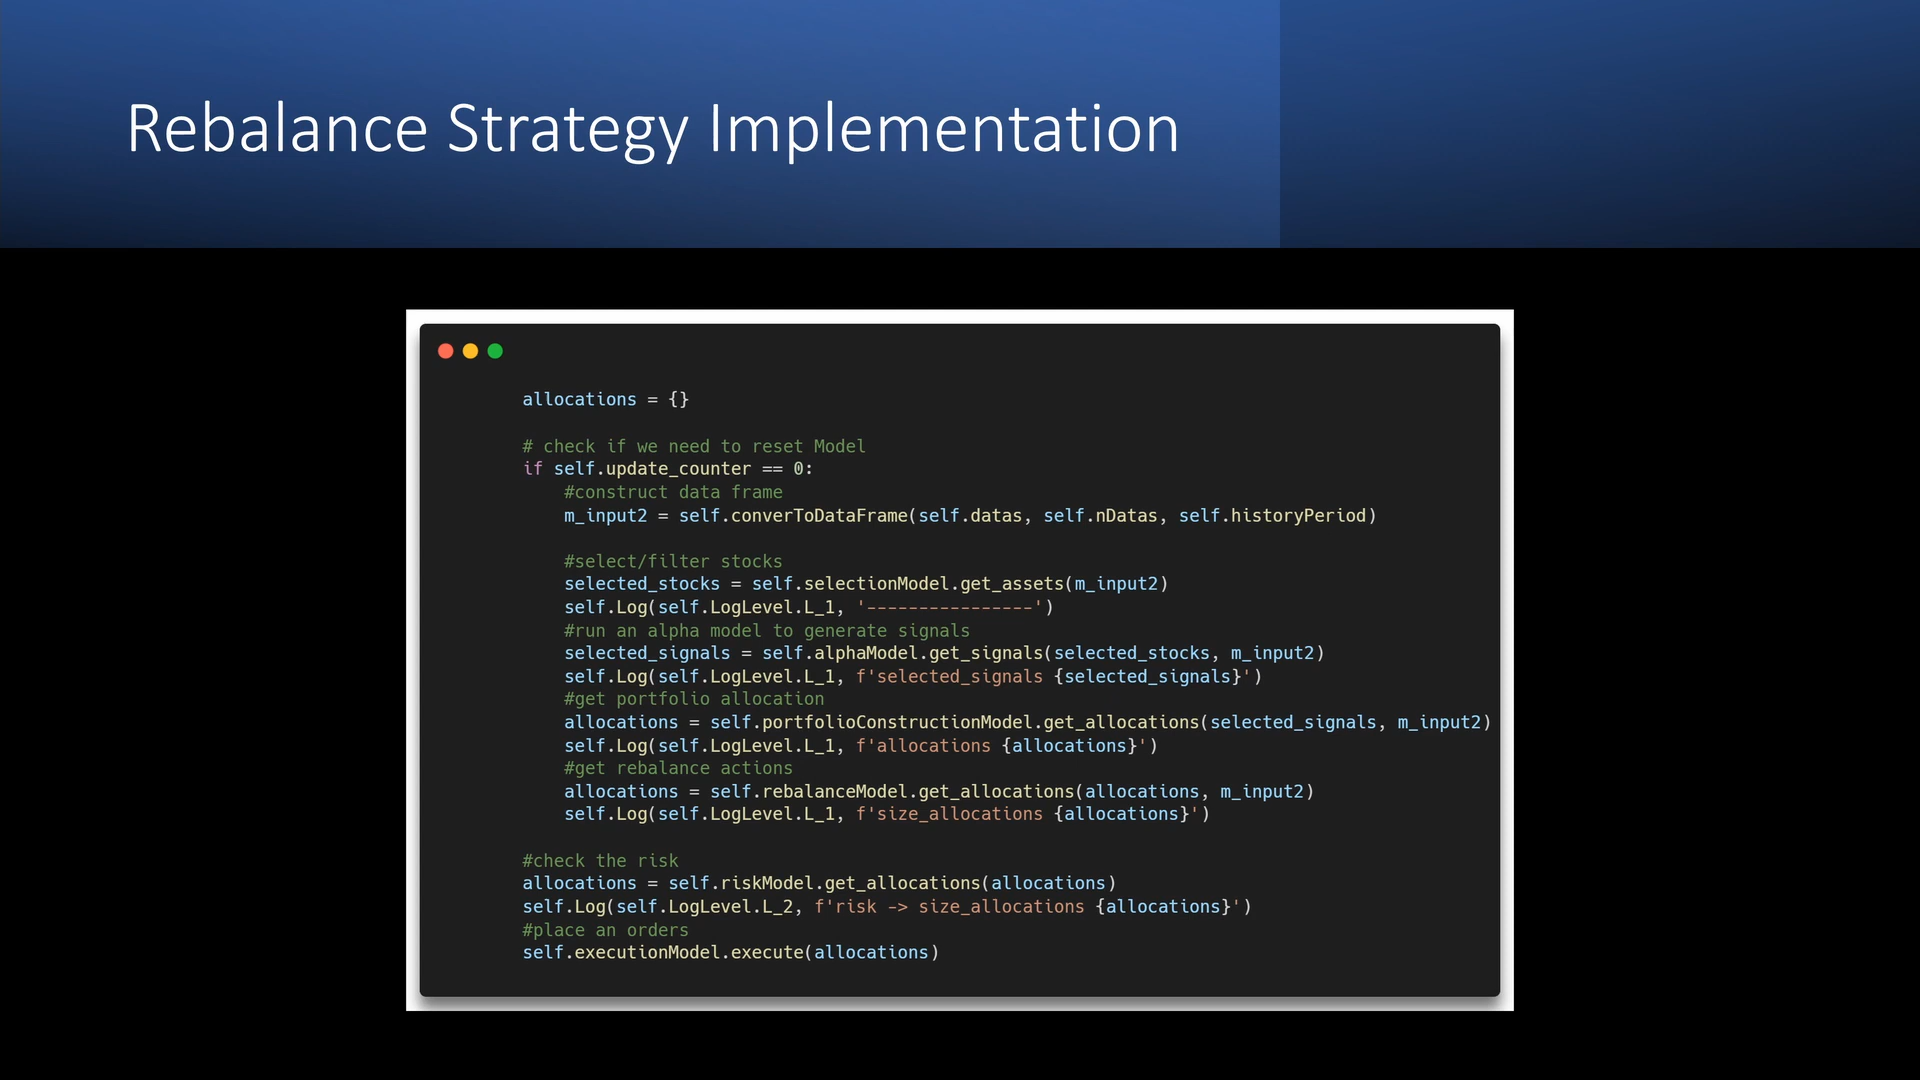 Rebalance Strategy Implementation
allocations = {}
# check if we need to reset Model
if self.update_counter == 0:
#construct data frame
m_input2 = self.converToDataFrame(self.datas, self.nDatas, self.historyPeriod)
#select/filter stocks
selected_stocks = self.selectionModel.get_assets(m_input2)
self.Log(self.LogLevel.L_1, '----------------')
#run an alpha model to generate signals
selected_signals = self.alphaModel.get_signals(selected_stocks, m_input2)
self.Log(self.LogLevel.L_1, f'selected_signals {selected_signals}')
#get portfolio allocation
allocations = self.portfolioConstructionModel.get_allocations(selected_signals, m_input2)
self.Log(self.LogLevel.L_1, f'allocations {allocations}')
#get rebalance actions
allocations = self.rebalanceModel.get_allocations(allocations, m_input2)
self.Log(self.LogLevel.L_1, f'size_allocations {allocations}')
#check the risk
allocations = self.riskModel.get_allocations(allocations)
self.Log(self.LogLevel.L_2, f'risk -> size_allocations {allocations}')
#place an orders
self.executionModel.execute(allocations)